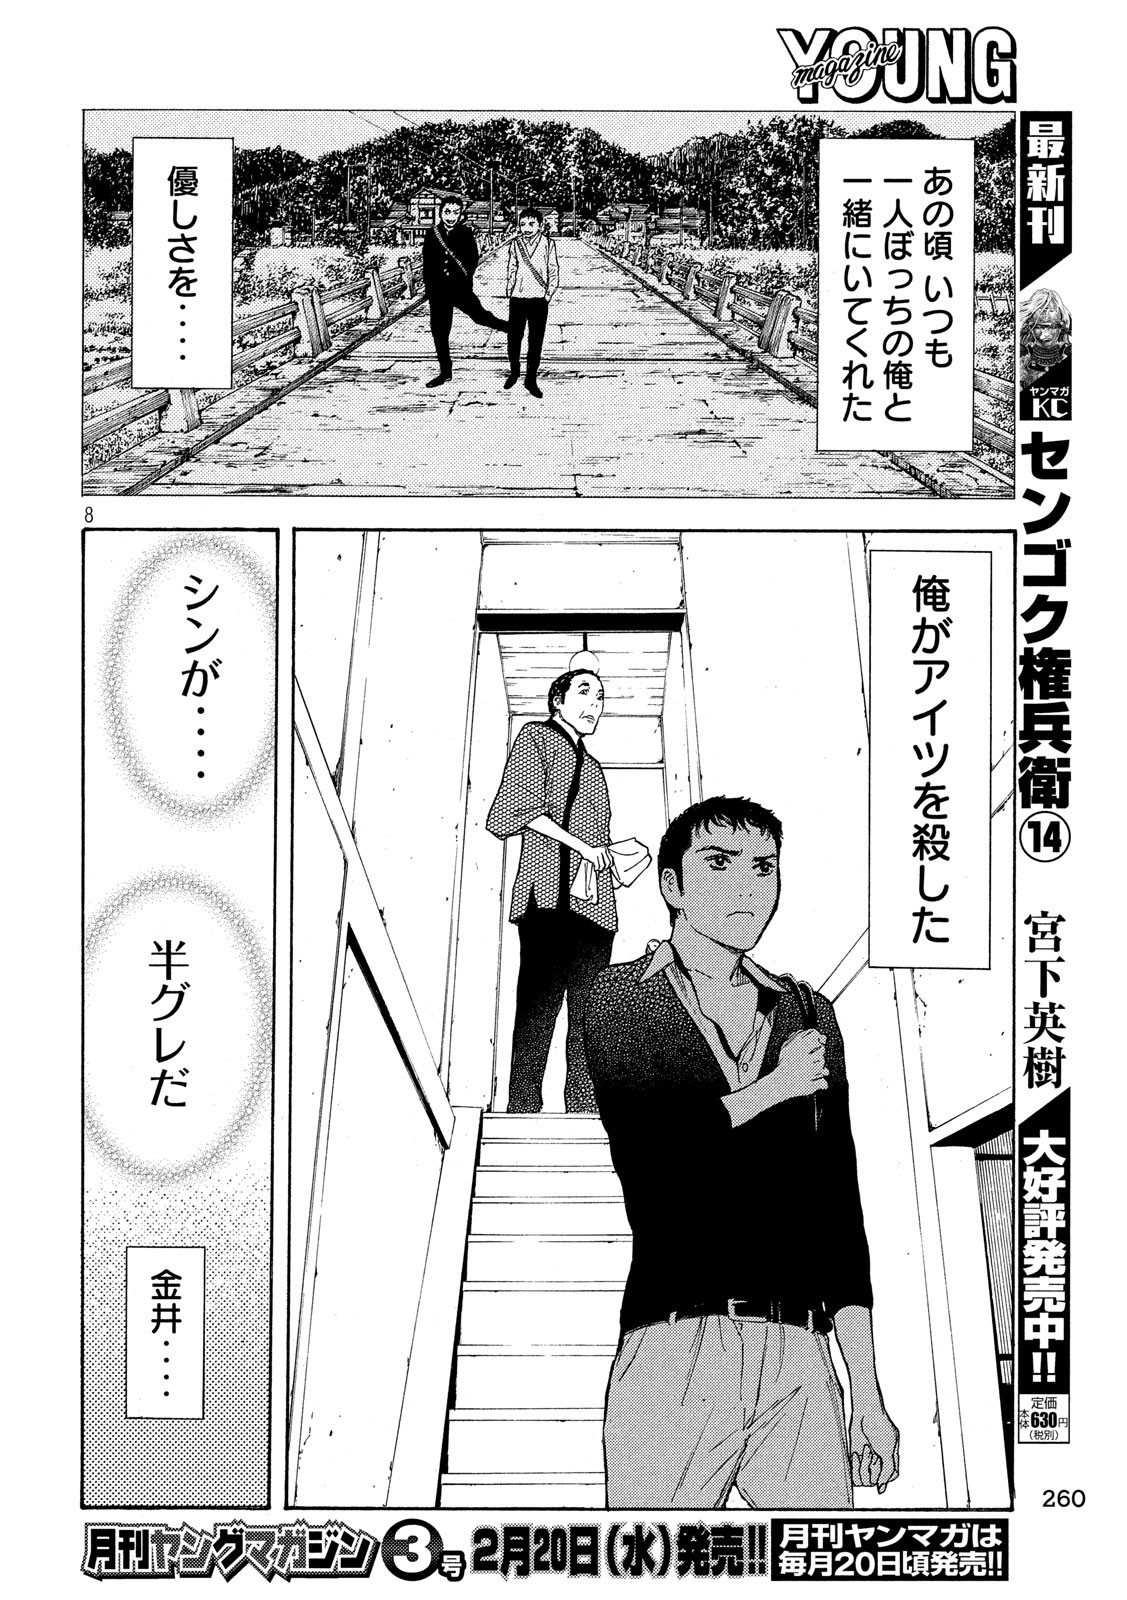 YOUNG
magazine
あの頃 いつも
一人ぼっちの俺と
一緒にいてくれた
優しさを‥‥
8
俺がアイツを殺した
シンが‥‥
半グレだ
金井‥‥
最新刊
ヤンマガ
KC
センゴク権兵衛⑭
宮下英樹
大好評発売中!!
定価
本体630円
(税別)
260
月刊ヤングマガジン3号2月20日(水)発売!!
月刊ヤンマガは
毎月20日頃発売!!